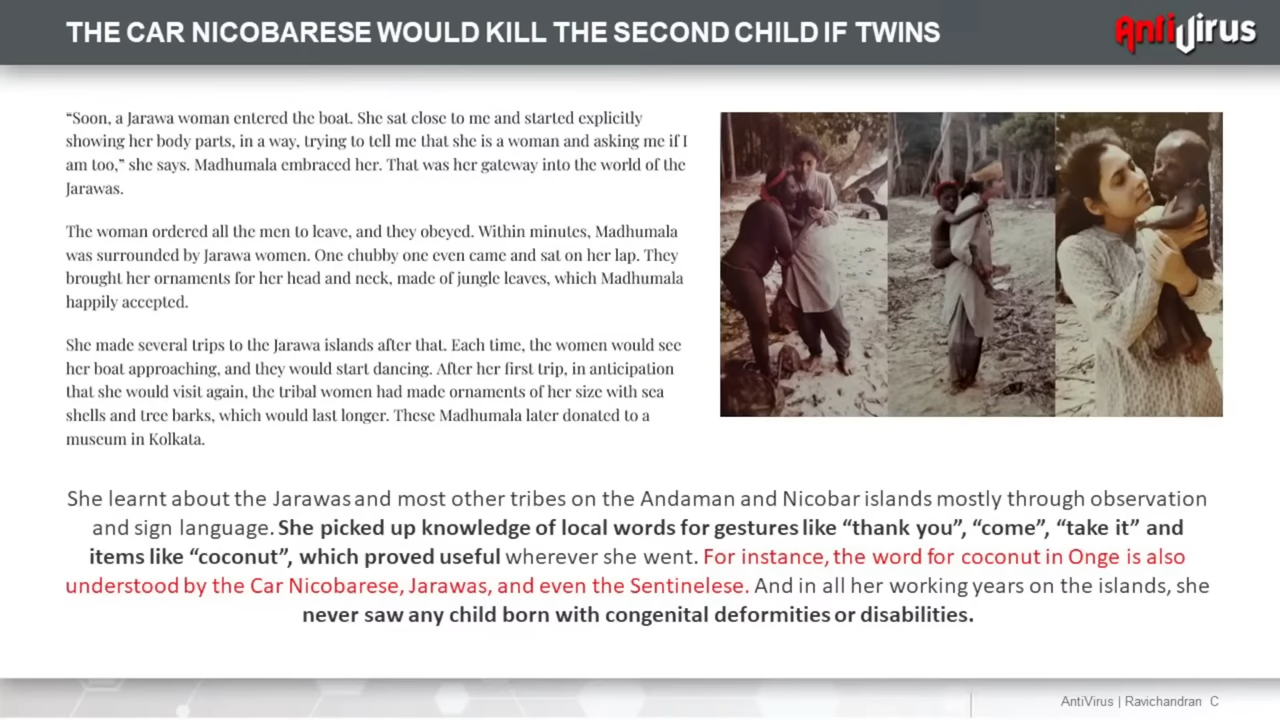 THE CAR NICOBARESE WOULD KILL THE SECOND CHILD IF TWINS
AntiVirus
“Soon, a Jarawa woman entered the boat. She sat close to me and started explicitly
showing her body parts, in a way, trying to tell me that she is a woman and asking me if I
am too,” she says. Madhumala embraced her. That was her gateway into the world of the
Jarawas.
The woman ordered all the men to leave, and they obeyed. Within minutes, Madhumala
was surrounded by Jarawa women. One chubby one even came and sat on her lap. They
brought her ornaments for her head and neck, made of jungle leaves, which Madhumala
happily accepted.
She made several trips to the Jarawa islands after that. Each time, the women would see
her boat approaching, and they would start dancing. After her first trip, in anticipation
that she would visit again, the tribal women had made ornaments of her size with sea
shells and tree barks, which would last longer. These Madhumala later donated to a
museum in Kolkata.
She learnt about the Jarawas and most other tribes on the Andaman and Nicobar islands mostly through observation
and sign language. She picked up knowledge of local words for gestures like “thank you”, “come”, “take it” and
items like “coconut”, which proved useful wherever she went. For instance, the word for coconut in Onge is also
understood by the Car Nicobarese, Jarawas, and even the Sentinelese. And in all her working years on the islands, she
never saw any child born with congenital deformities or disabilities.
AntiVirus | Ravichandran C